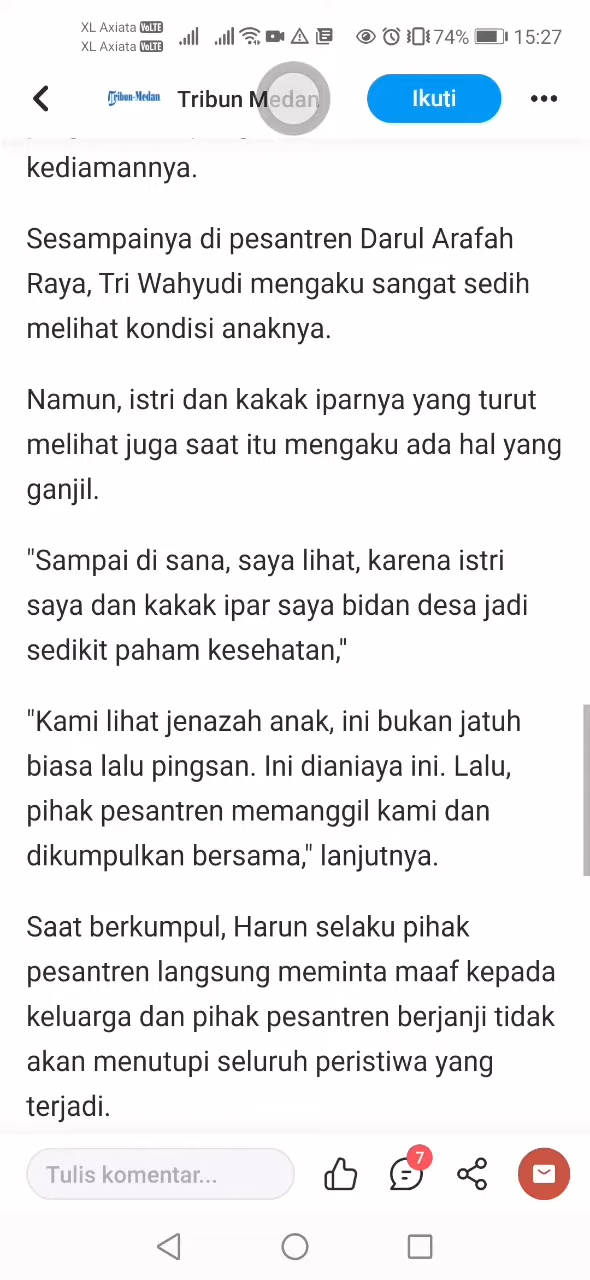 XL Axiata VoLTE
XL Axiata VoLTE
74%
15:27
Tribun-Medan
Tribun Medan
Ikuti
kediamannya.
Sesampainya di pesantren Darul Arafah
Raya, Tri Wahyudi mengaku sangat sedih
melihat kondisi anaknya.
Namun, istri dan kakak iparnya yang turut
melihat juga saat itu mengaku ada hal yang
ganjil.
"Sampai di sana, saya lihat, karena istri
saya dan kakak ipar saya bidan desa jadi
sedikit paham kesehatan,"
"Kami lihat jenazah anak, ini bukan jatuh
biasa lalu pingsan. Ini dianiaya ini. Lalu,
pihak pesantren memanggil kami dan
dikumpulkan bersama," lanjutnya.
Saat berkumpul, Harun selaku pihak
pesantren langsung meminta maaf kepada
keluarga dan pihak pesantren berjanji tidak
akan menutupi seluruh peristiwa yang
terjadi.
Tulis komentar...
7